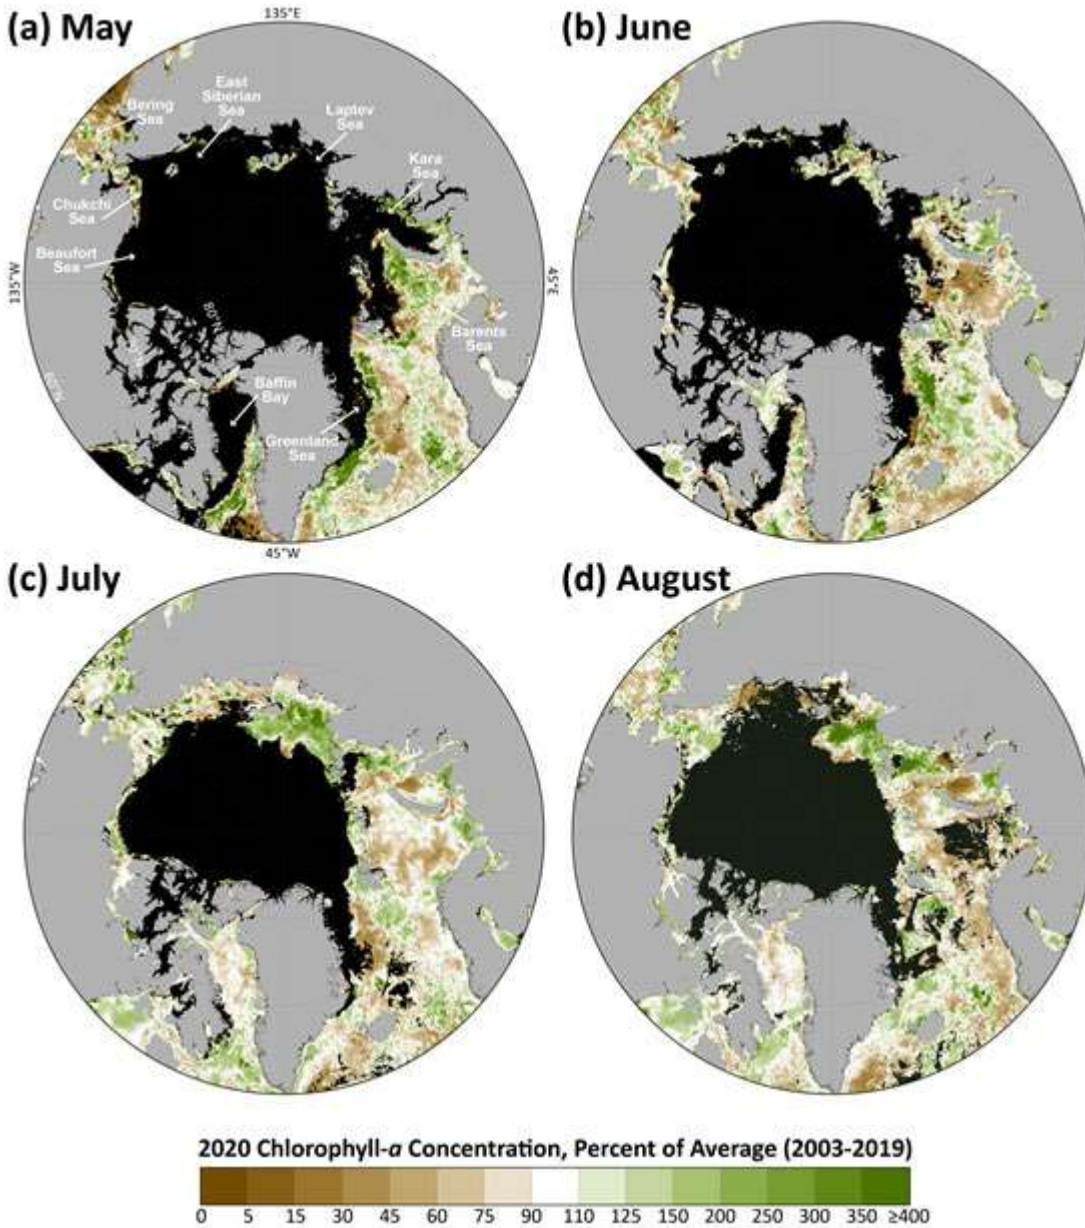 (a) May
135°E
(b) June
Bering
Sea
East
Siberian
Sea
Laptev
Sea
Kara
Sea
Chukchi
Sea
Beaufort
Sea
135°W
45°E
80°N
60°N
Barents
Sea
Baffin
Bay
Greenland
Sea
45°W
(c) July
(d) August
2020 Chlorophyll-a Concentration, Percent of Average (2003-2019)
0 5 15 30 45 60 75 90 110 125 150 200 250 300 350 ≥400